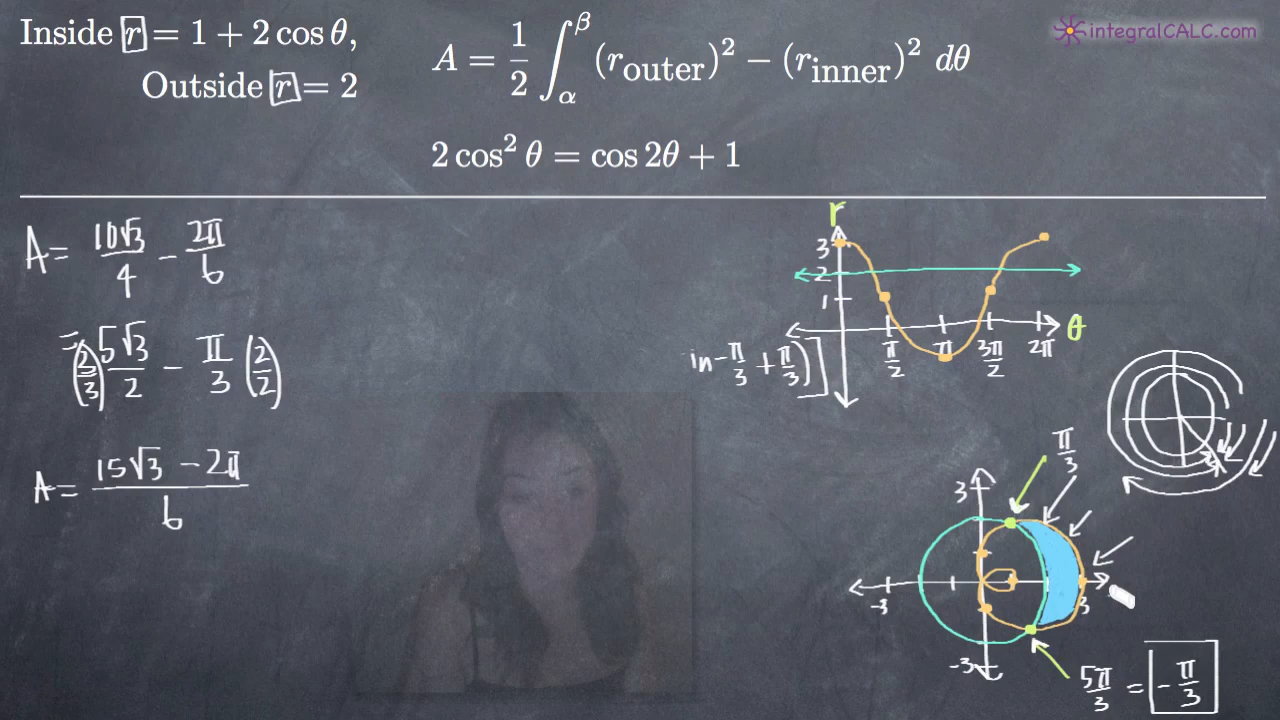 Inside r = 1 + 2 cos θ,
Outside r = 2
A = 1/2 ∫_α^β (r_outer)² − (r_inner)² dθ
2 cos² θ = cos 2θ + 1
integralCALC.com
A = 10√3/4 − 2π/6
= (3/3) 5√3/2 − π/3 (2/2)
A = (15√3 − 2π)/6
r
3
2
1
π/2 π 3π/2 2π θ
in −π/3 + π/3)]
π/3
3
-3 3
-3
5π/3 = −π/3